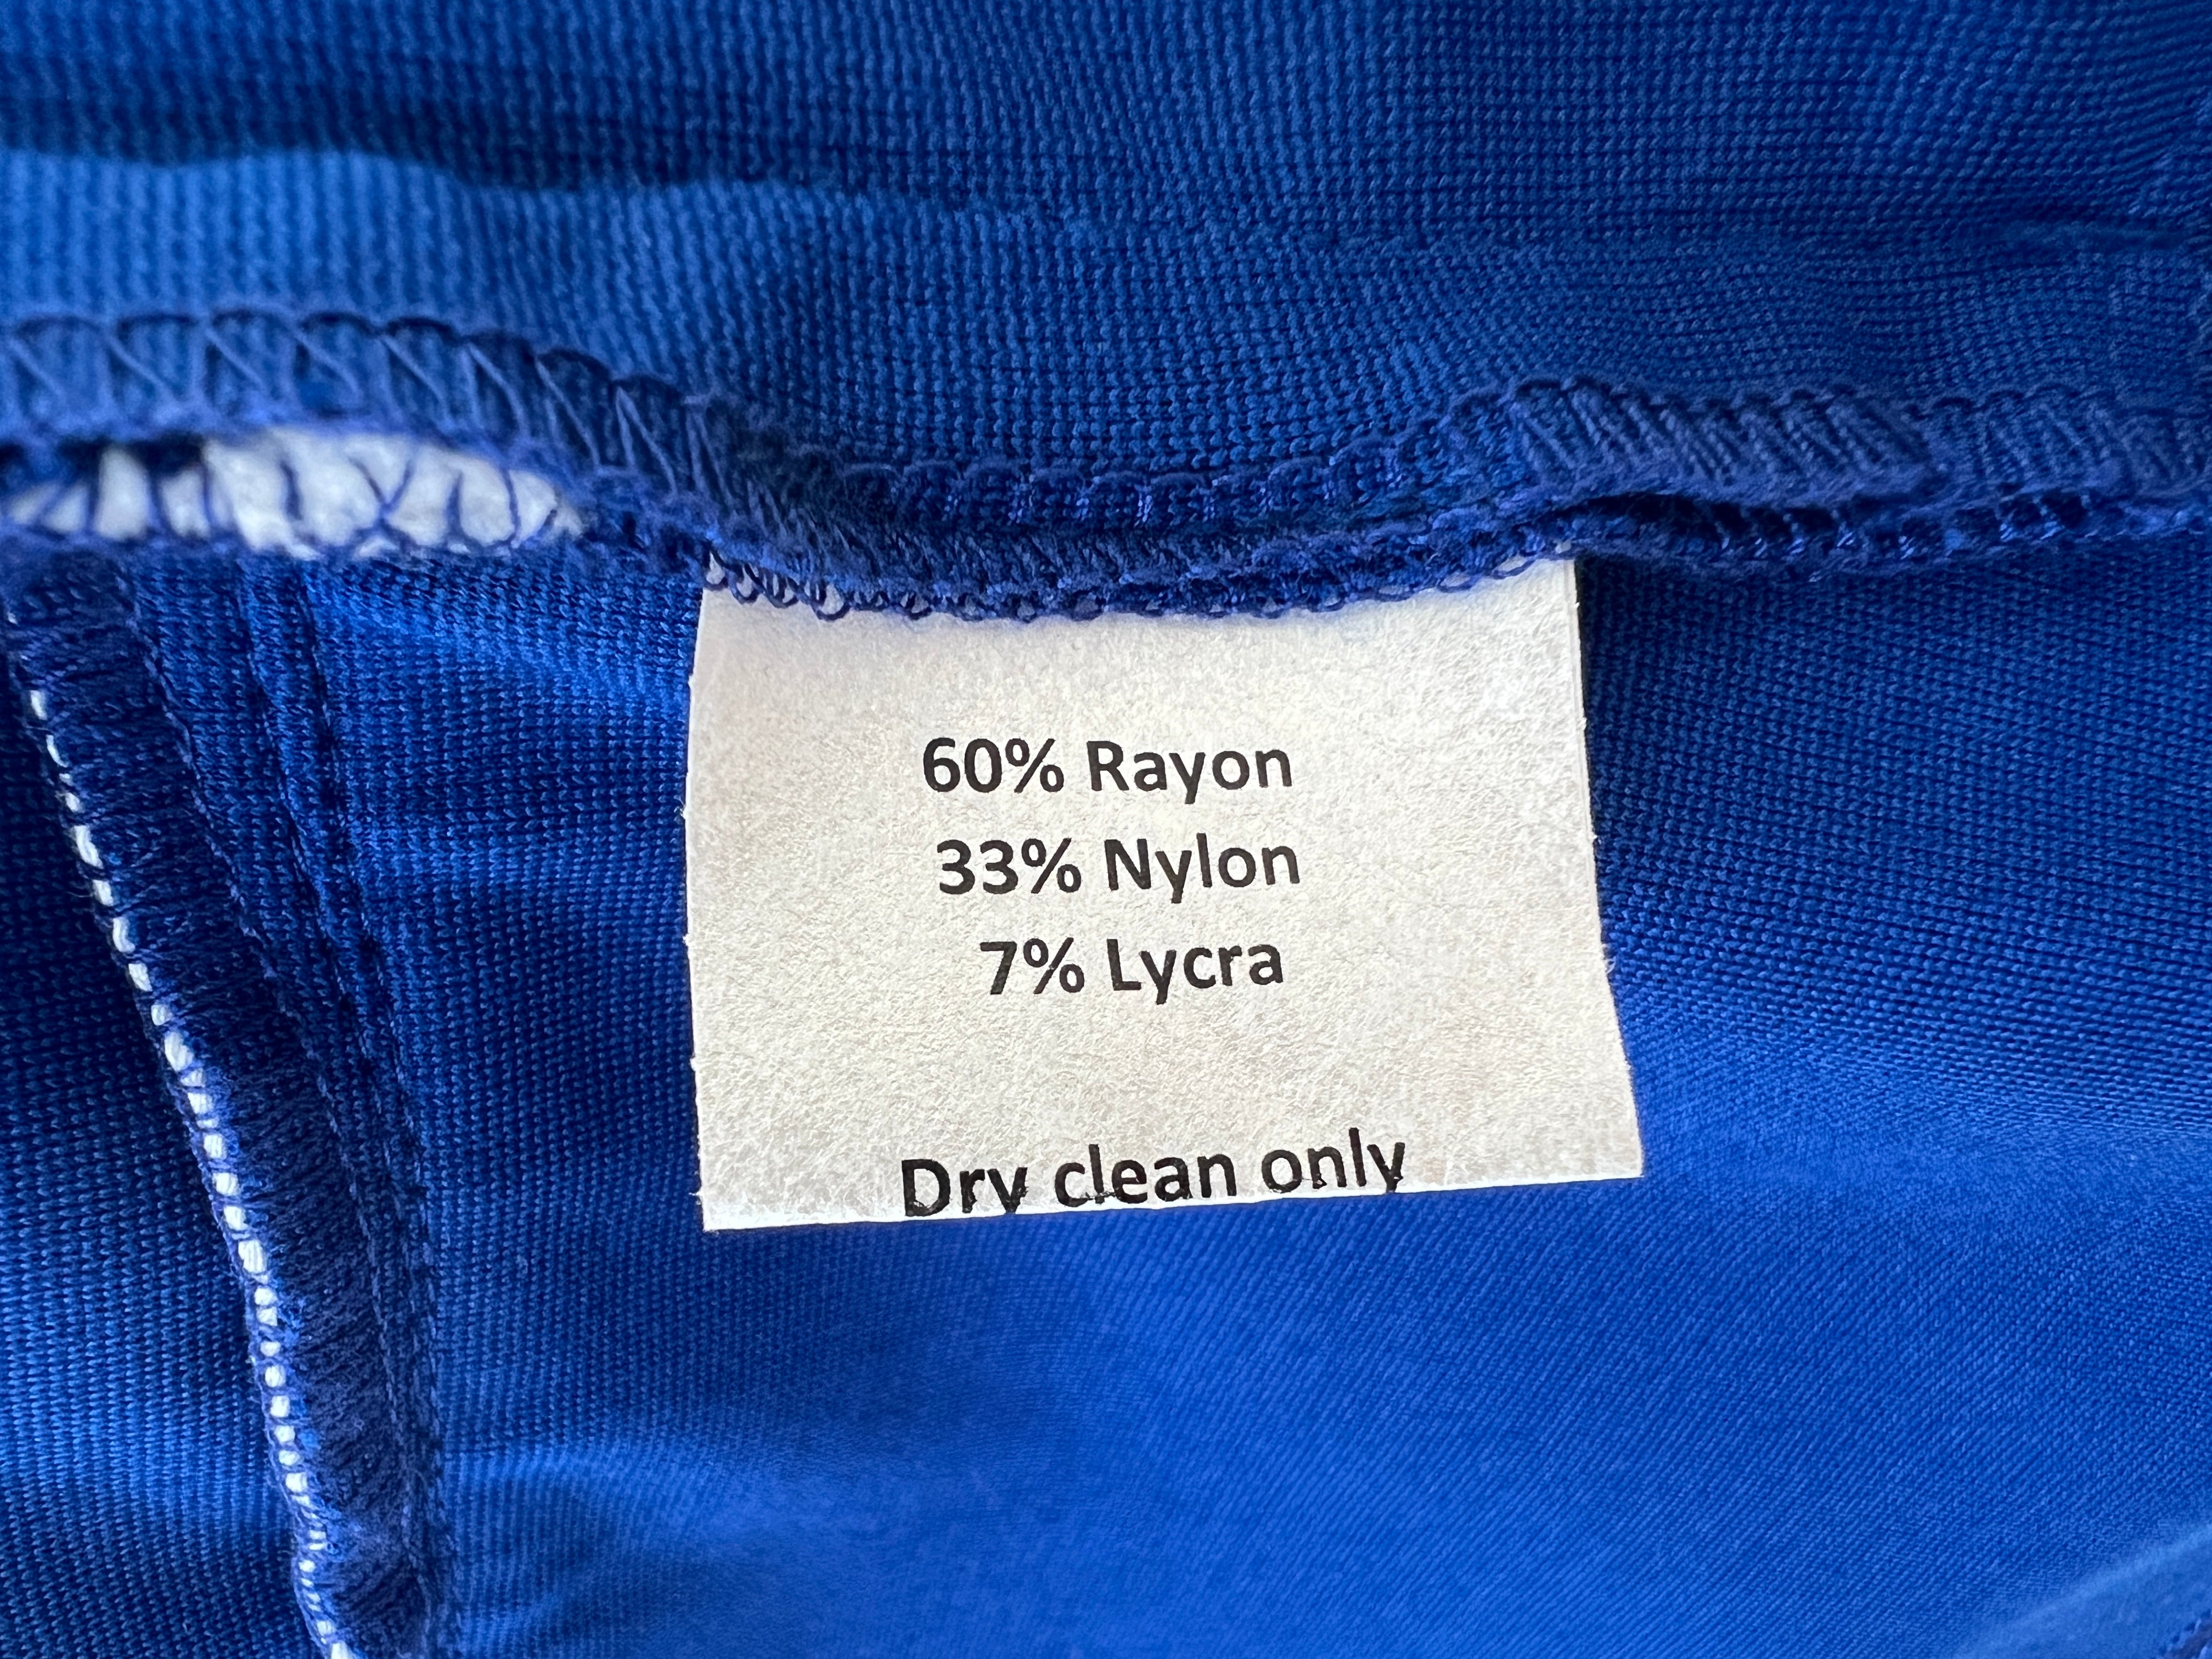 60% Rayon
33% Nylon
7% Lycra
Dry clean only